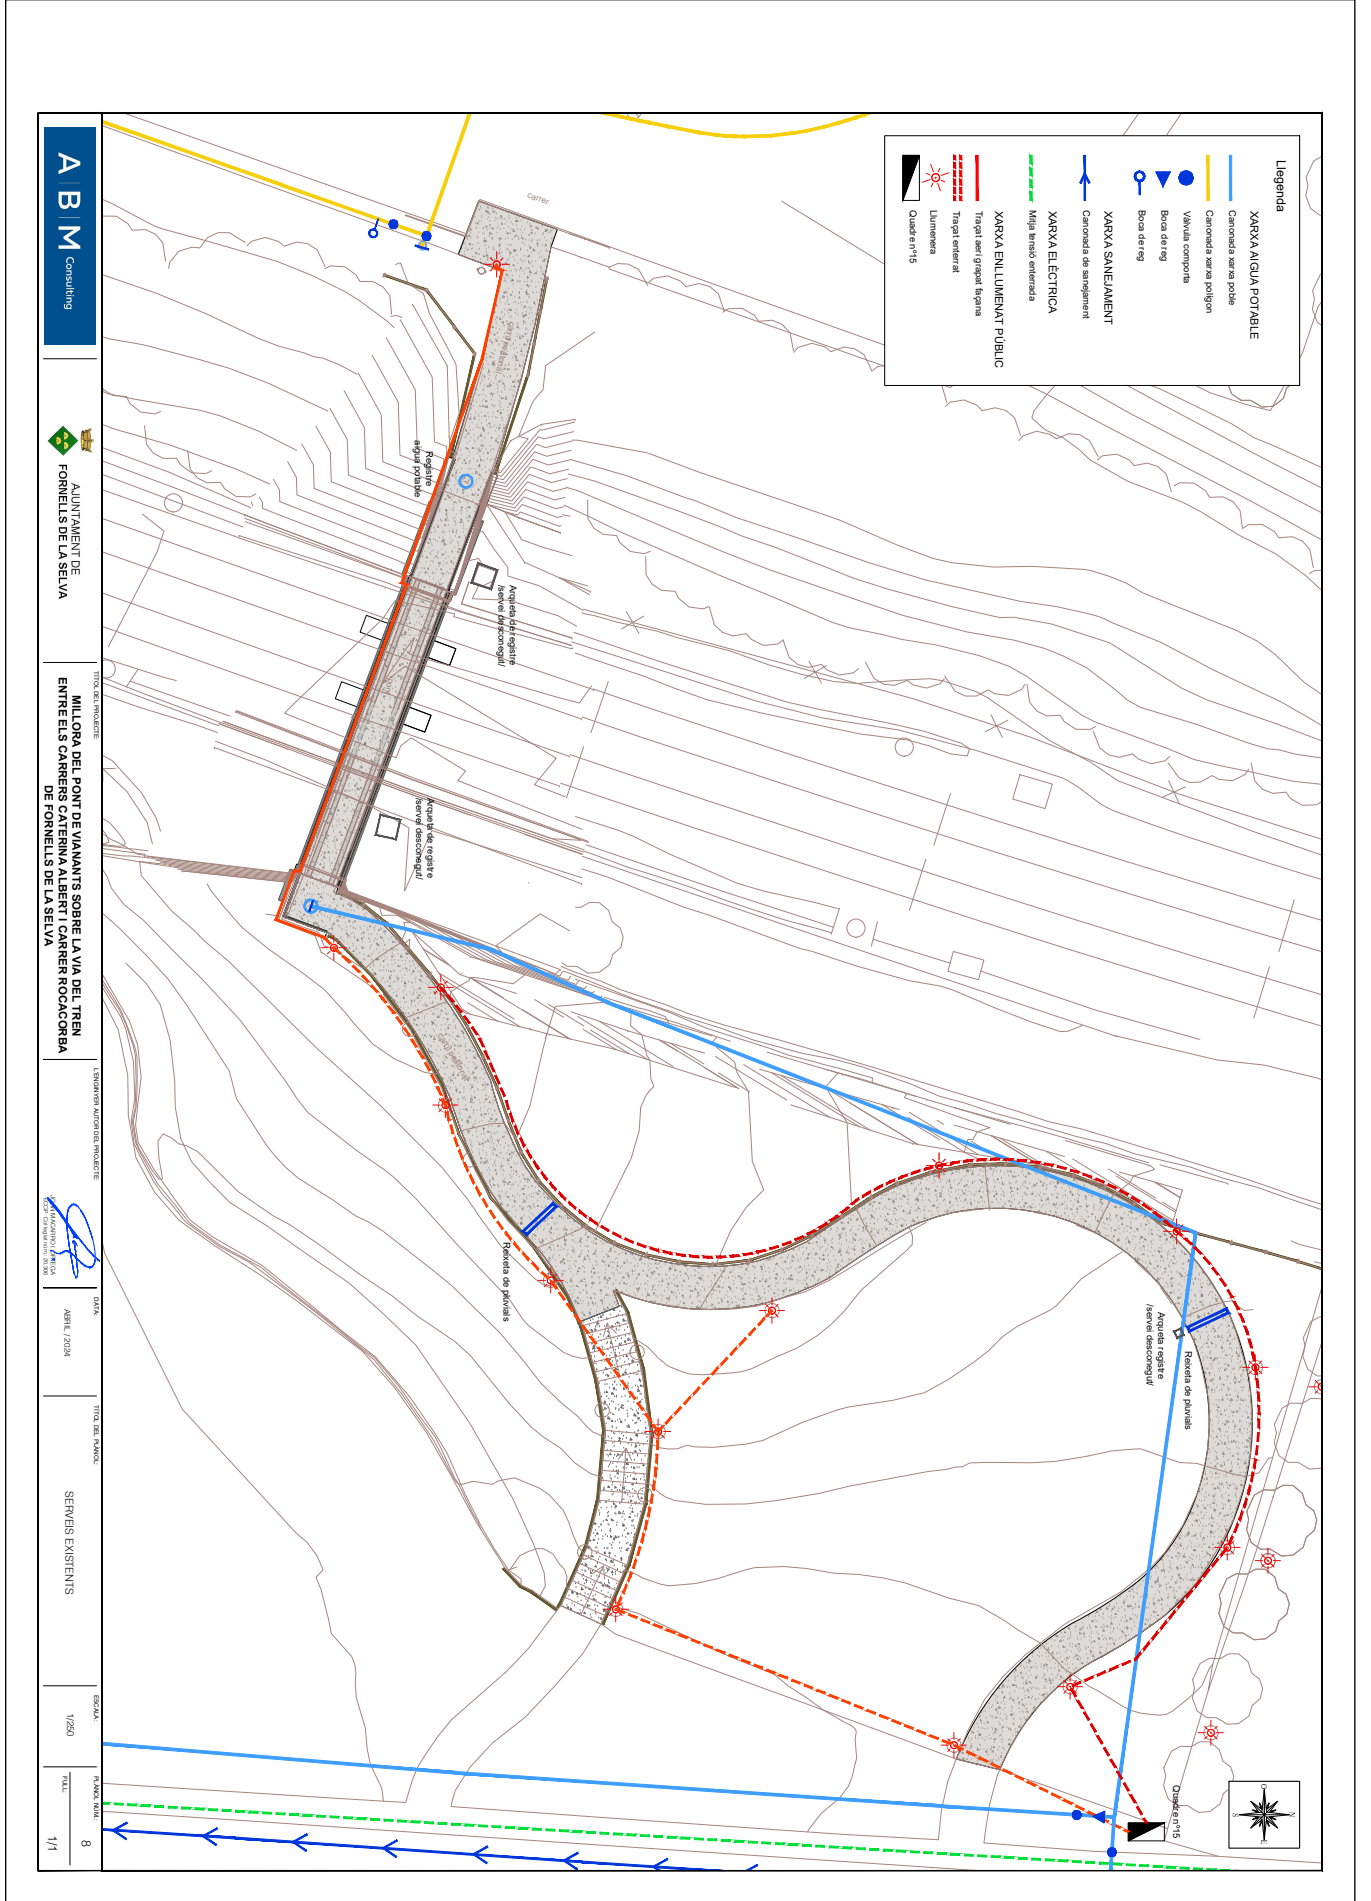 Llegenda
XARXA AIGUA POTABLE
Canonada xarxa poble
Canonada xarxa polígon
Vàlvula comporta
Boca de reg
Boca de reg
XARXA SANEJAMENT
Canonada de sanejament
XARXA ELÈCTRICA
Mitja tensió enterrada
XARXA ENLLUMENAT PÚBLIC
Traçat aeri grapat façana
Traçat enterrat
Llumenera
Quadre nº15
carrer
Registre
aigua potable
Arqueta de registre
/servei desconegut/
Arqueta de registre
/servei desconegut/
Reixeta de pluvials
Reixeta de pluvials
Arqueta registre
/servei desconegut/
Quadre nº15
N
S
E
O
A B M Consulting
AJUNTAMENT DE
FORNELLS DE LA SELVA
TÍTOL DEL PROJECTE:
MILLORA DEL PONT DE VIANANTS SOBRE LA VIA DEL TREN
ENTRE ELS CARRERS CATERINA ALBERT I CARRER ROCACORBA
DE FORNELLS DE LA SELVA
L'ENGINYER AUTOR DEL PROJECTE:
DATA:
ABRIL / 2024
TÍTOL DEL PLÀNOL:
SERVEIS EXISTENTS
ESCALA:
1/250
PLÀNOL NÚM.:
8
FULL:
1/1